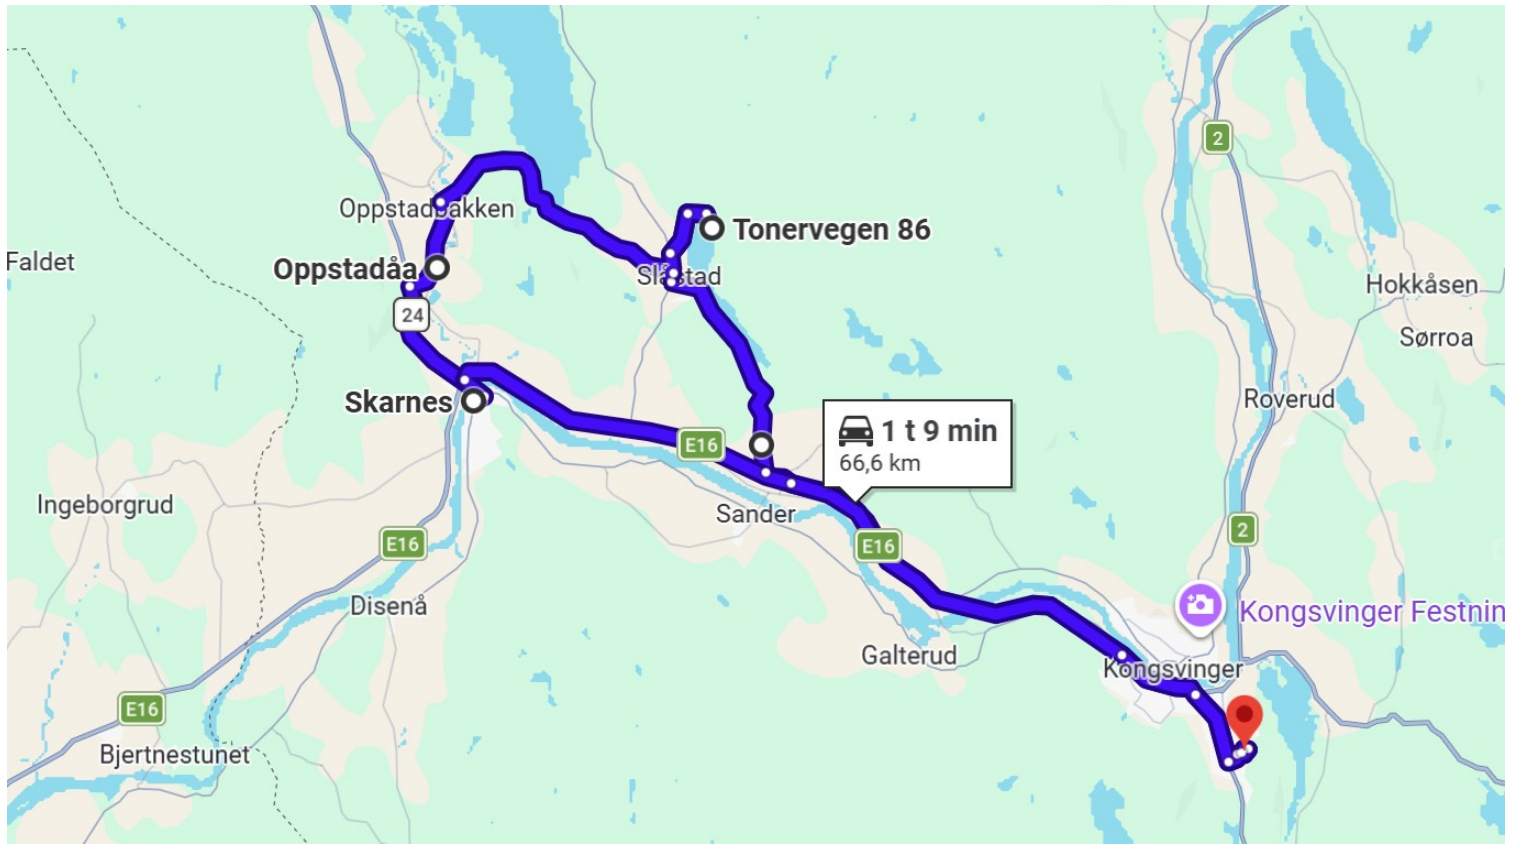 2
Oppstadbakken
Tonervegen 86
Faldet
Oppstadåa
Slåstad
Hokkåsen
24
Sørroa
Skarnes
Roverud
1 t 9 min
66,6 km
E16
Ingeborgrud
Sander
2
E16
E16
Disenå
Kongsvinger Festnin
Galterud
Kongsvinger
E16
Bjertnestunet